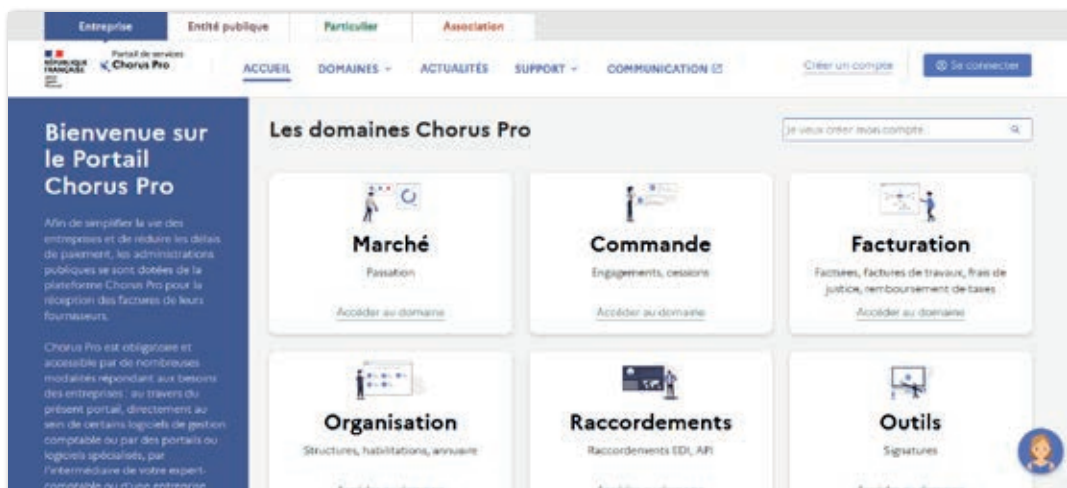 Entreprise
Entité publique
Particulier
Association
RÉPUBLIQUE
FRANÇAISE
Portail de services
Chorus Pro
ACCUEIL
DOMAINES
ACTUALITÉS
SUPPORT
COMMUNICATION
Créer un compte
Se connecter
Bienvenue sur
le Portail
Chorus Pro
Afin de simplifier la vie des
entreprises et de réduire les délais
de paiement, les administrations
publiques se sont dotées de la
plateforme Chorus Pro pour la
réception des factures de leurs
fournisseurs.
Chorus Pro est obligatoire et
accessible par de nombreuses
modalités répondant aux besoins
des entreprises : au travers du
présent portail, directement au
sein de certains logiciels de gestion
comptable ou par des portails ou
logiciels spécialisés, par
l'intermédiaire de votre expert-
comptable ou d'une entreprise
Les domaines Chorus Pro
Je veux créer mon compte
Marché
Passation
Accéder au domaine
Commande
Engagements, cessions
Accéder au domaine
Facturation
Factures, factures de travaux, frais de
justice, remboursement de taxes
Accéder au domaine
Organisation
Structures, habilitations, annuaire
Raccordements
Raccordements EDI, API
Outils
Signatures